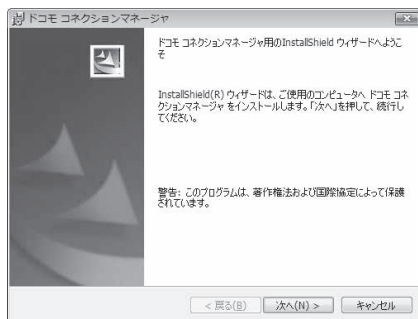 ドコモ コネクションマネージャ
ドコモ コネクションマネージャ用のInstallShield ウィザードへようこ
そ
InstallShield(R) ウィザードは、ご使用のコンピュータへ ドコモ コネ
クションマネージャ をインストールします。「次へ」を押して、続行し
てください。
警告: このプログラムは、著作権法および国際協定によって保護
されています。
< 戻る(B)
次へ(N) >
キャンセル